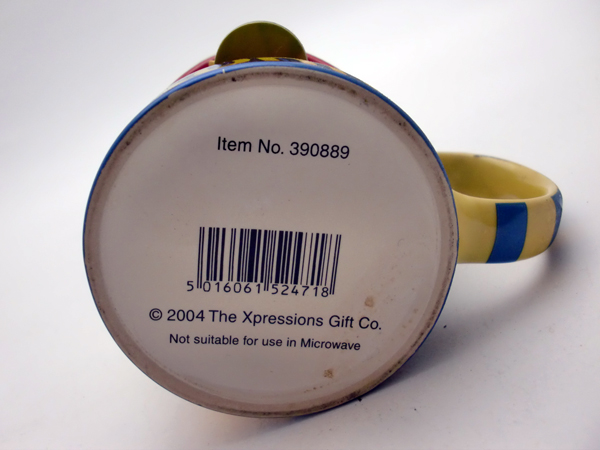 Item No. 390889
5 016061 524718
© 2004 The Xpressions Gift Co.
Not suitable for use in Microwave